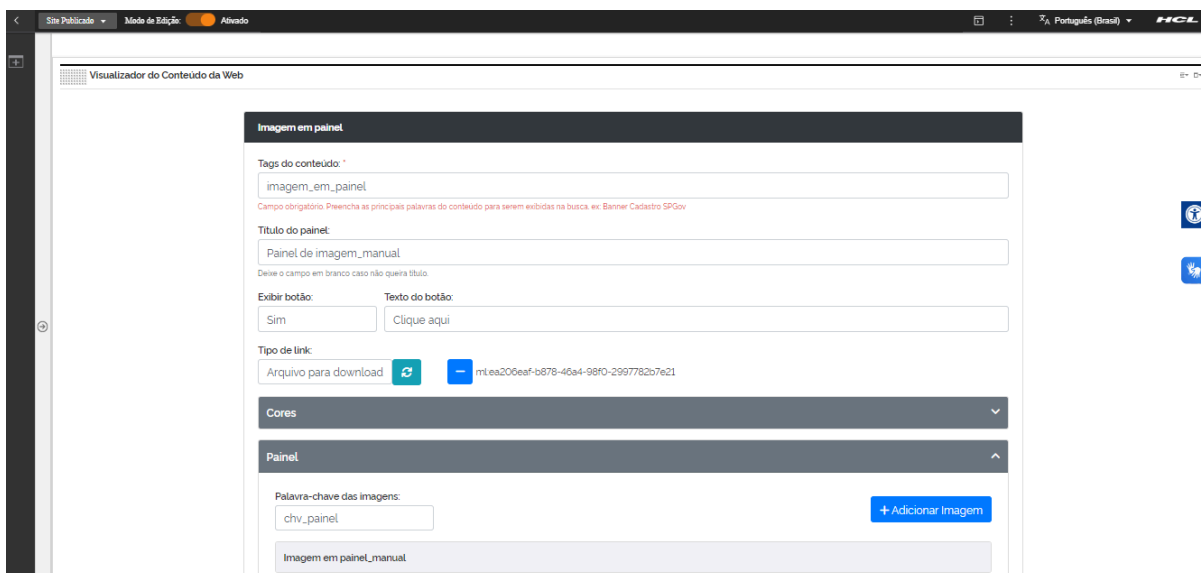 Site Publicado Modo de Edição: Ativado Português (Brasil) HCL
Visualizador do Conteúdo da Web
Imagem em painel
Tags do conteúdo: *
imagem_em_painel
Campo obrigatório. Preencha as principais palavras do conteúdo para serem exibidas na busca, ex: Banner Cadastro SPGov
Título do painel:
Painel de imagem_manual
Deixe o campo em branco caso não queira título.
Exibir botão: Texto do botão:
Sim Clique aqui
Tipo de link:
Arquivo para download ml:ea206eaf-b878-46a4-98f0-2997782b7e21
Cores
Painel
Palavra-chave das imagens:
chv_painel + Adicionar Imagem
Imagem em painel_manual